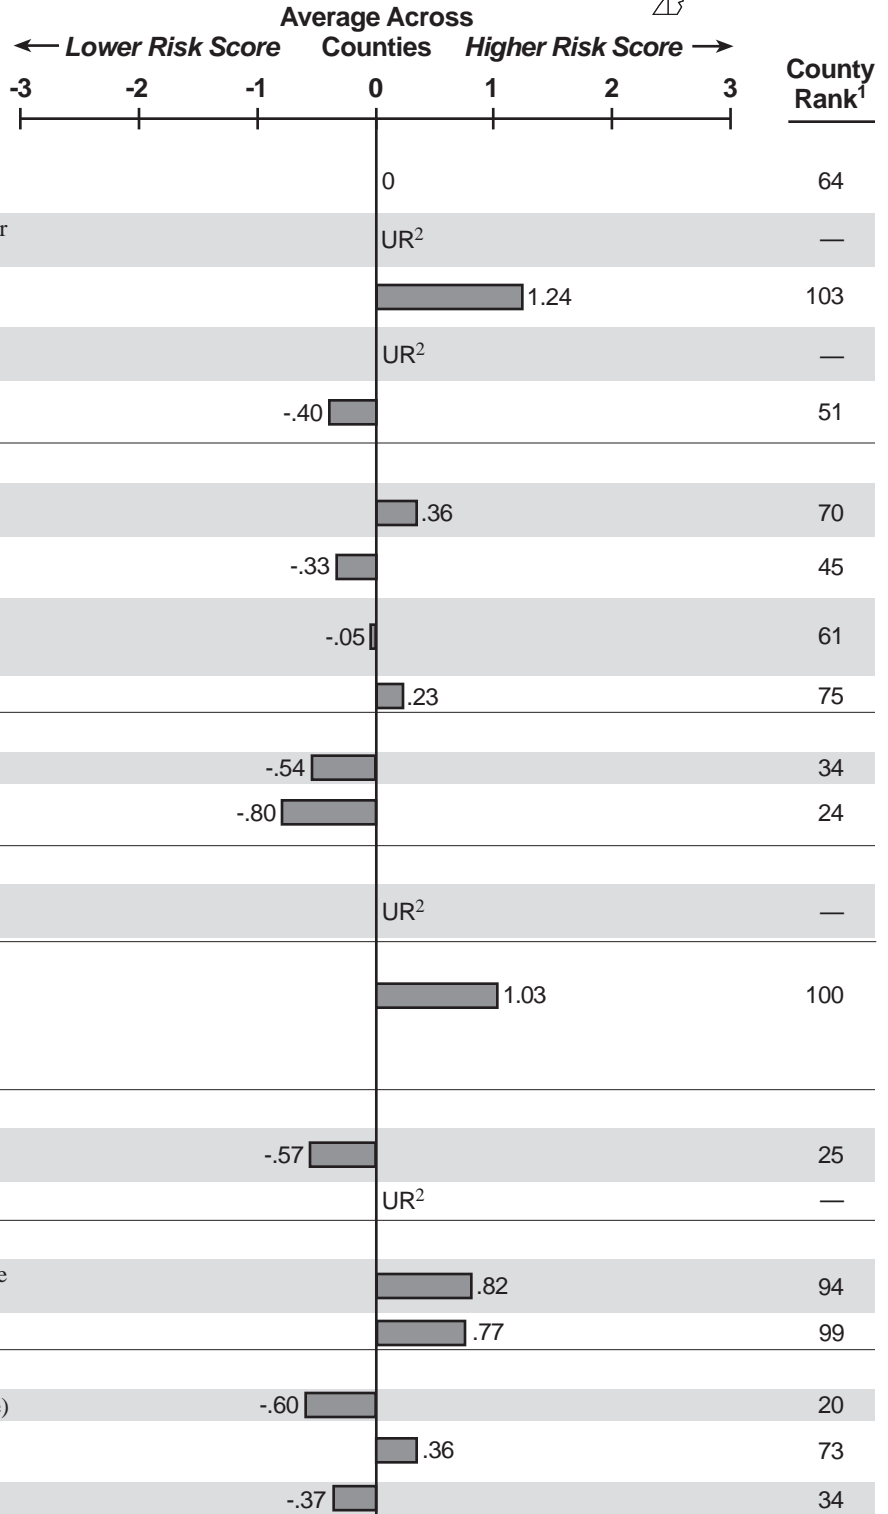 Average Across
← Lower Risk Score Counties Higher Risk Score →
County
Rank¹
-3 -2 -1 0 1 2 3
0 64
r
UR² —
1.24 103
UR² —
-.40 51
.36 70
-.33 45
-.05 61
.23 75
-.54 34
-.80 24
UR² —
1.03 100
-.57 25
UR² —
e
.82 94
.77 99
) -.60 20
.36 73
-.37 34